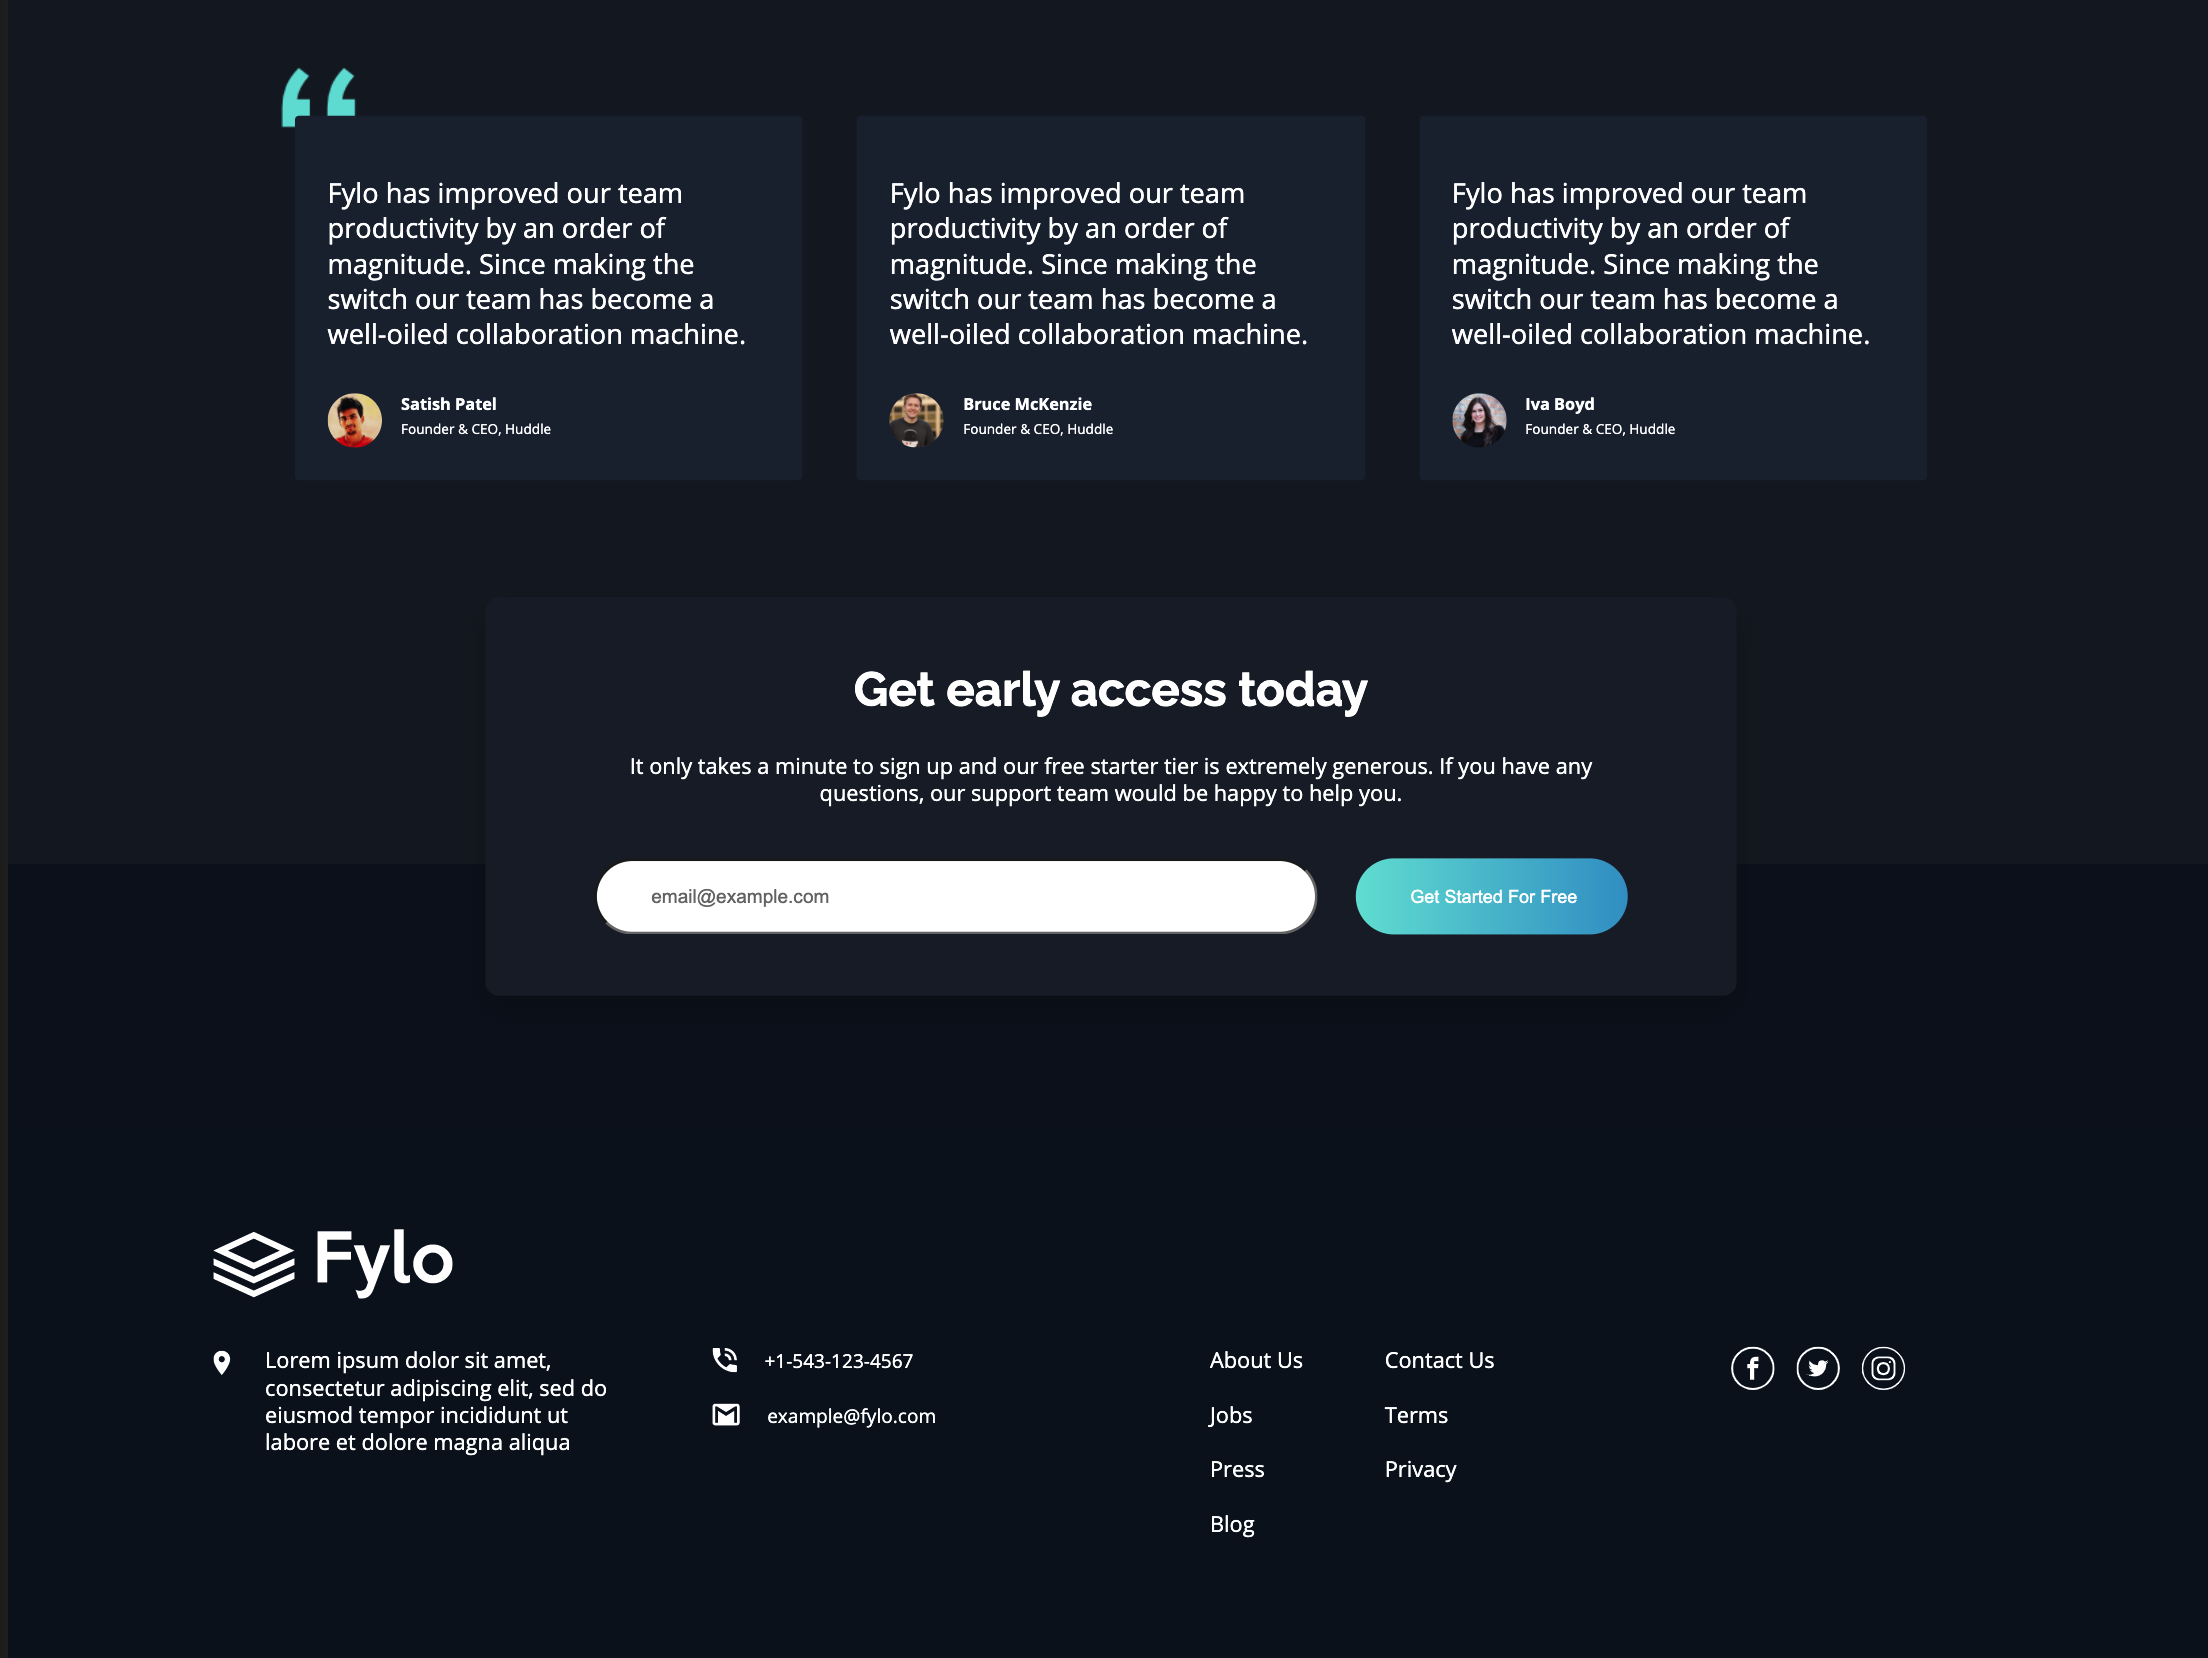 Fylo has improved our team
productivity by an order of
magnitude. Since making the
switch our team has become a
well-oiled collaboration machine.
Satish Patel
Founder & CEO, Huddle
Fylo has improved our team
productivity by an order of
magnitude. Since making the
switch our team has become a
well-oiled collaboration machine.
Bruce McKenzie
Founder & CEO, Huddle
Fylo has improved our team
productivity by an order of
magnitude. Since making the
switch our team has become a
well-oiled collaboration machine.
Iva Boyd
Founder & CEO, Huddle
Get early access today
It only takes a minute to sign up and our free starter tier is extremely generous. If you have any
questions, our support team would be happy to help you.
email@example.com
Get Started For Free
Fylo
Lorem ipsum dolor sit amet,
consectetur adipiscing elit, sed do
eiusmod tempor incididunt ut
labore et dolore magna aliqua
+1-543-123-4567
example@fylo.com
About Us
Jobs
Press
Blog
Contact Us
Terms
Privacy